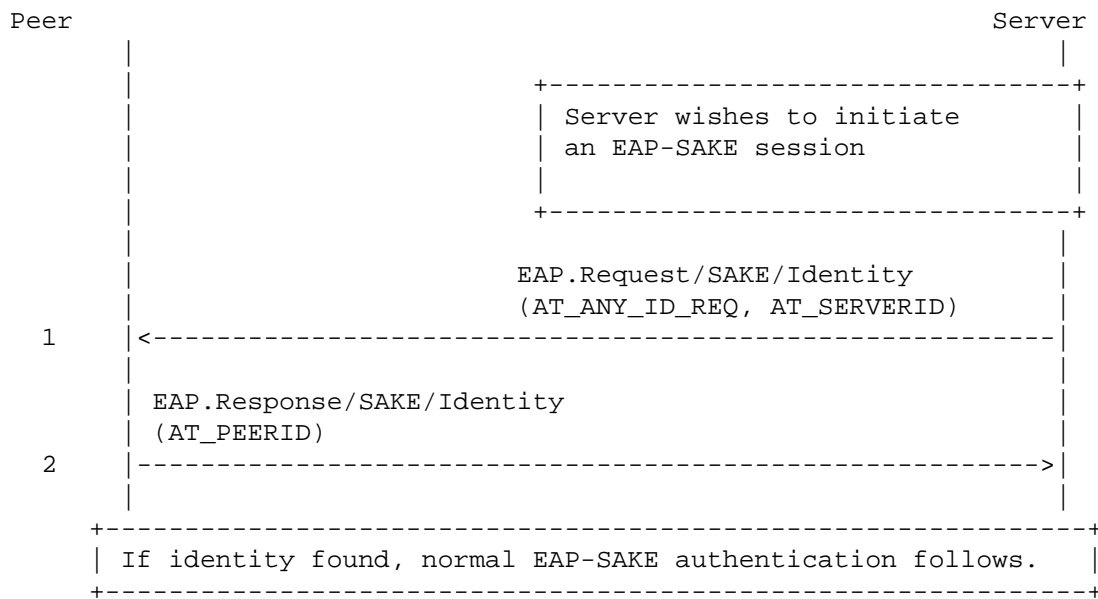 Peer Server
Server wishes to initiate
an EAP-SAKE session
EAP.Request/SAKE/Identity
(AT_ANY_ID_REQ, AT_SERVERID)
1
EAP.Response/SAKE/Identity
(AT_PEERID)
2
If identity found, normal EAP-SAKE authentication follows.